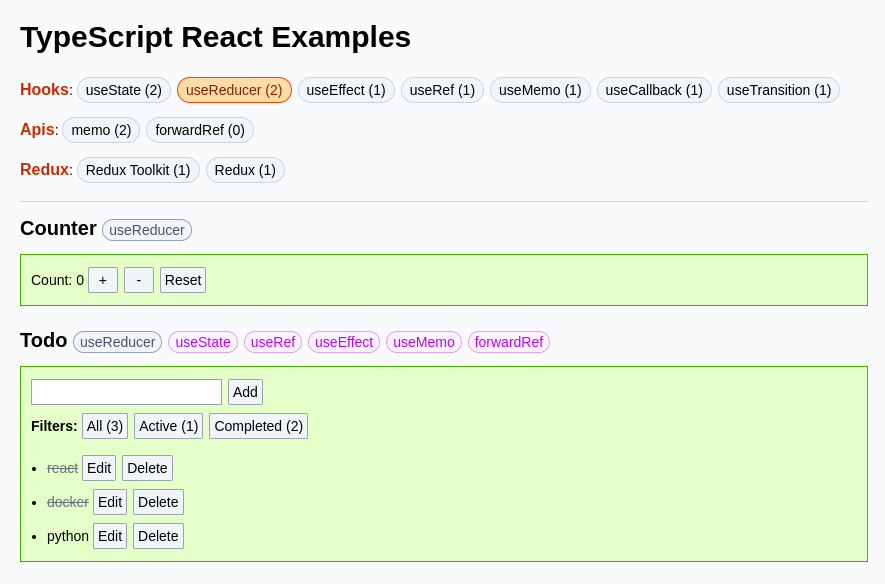 TypeScript React Examples
Hooks: useState (2) useReducer (2) useEffect (1) useRef (1) useMemo (1) useCallback (1) useTransition (1)
Apis: memo (2) forwardRef (0)
Redux: Redux Toolkit (1) Redux (1)
Counter useReducer
Count: 0 + - Reset
Todo useReducer useState useRef useEffect useMemo forwardRef
Add
Filters: All (3) Active (1) Completed (2)
• react Edit Delete
• docker Edit Delete
• python Edit Delete